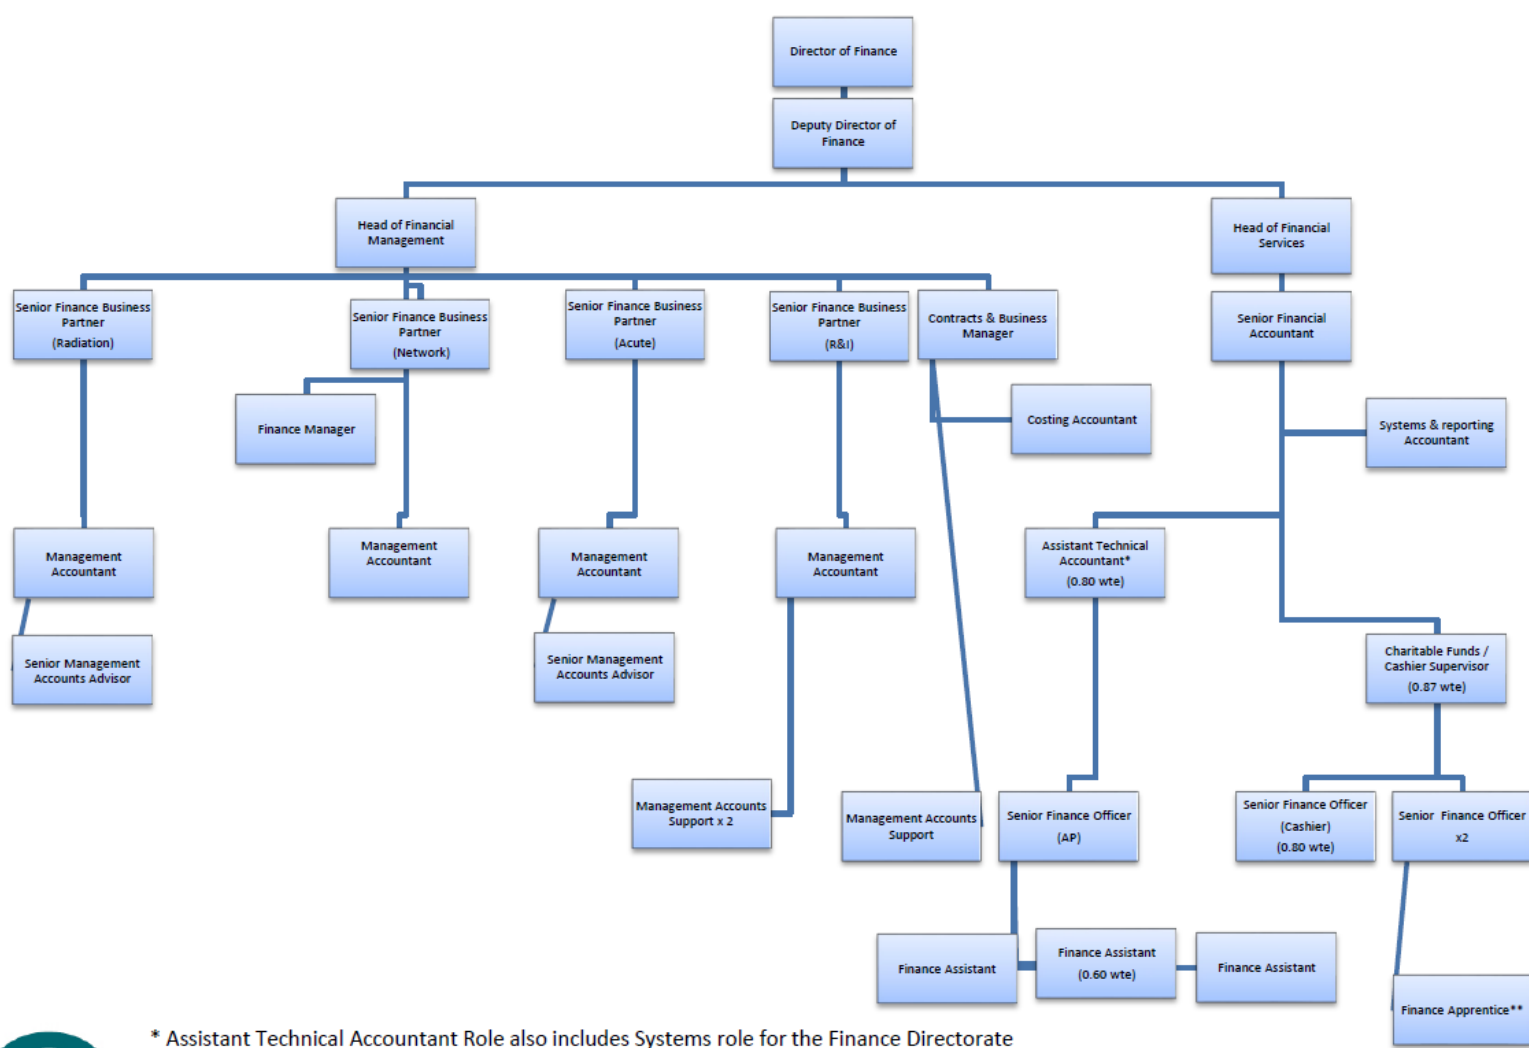 Director of Finance
Deputy Director of
Finance
Head of Financial
Management
Head of Financial
Services
Senior Finance Business
Partner
(Radiation)
Senior Finance Business
Partner
(Network)
Senior Finance Business
Partner
(Acute)
Senior Finance Business
Partner
(R&I)
Contracts & Business
Manager
Senior Financial
Accountant
Finance Manager
Costing Accountant
Systems & reporting
Accountant
Management
Accountant
Management
Accountant
Management
Accountant
Management
Accountant
Assistant Technical
Accountant*
(0.80 wte)
Senior Management
Accounts Advisor
Senior Management
Accounts Advisor
Charitable Funds /
Cashier Supervisor
(0.87 wte)
Management Accounts
Support x 2
Management Accounts
Support
Senior Finance Officer
(AP)
Senior Finance Officer
(Cashier)
(0.80 wte)
Senior Finance Officer
x2
Finance Assistant
Finance Assistant
(0.60 wte)
Finance Assistant
Finance Apprentice**
* Assistant Technical Accountant Role also includes Systems role for the Finance Directorate